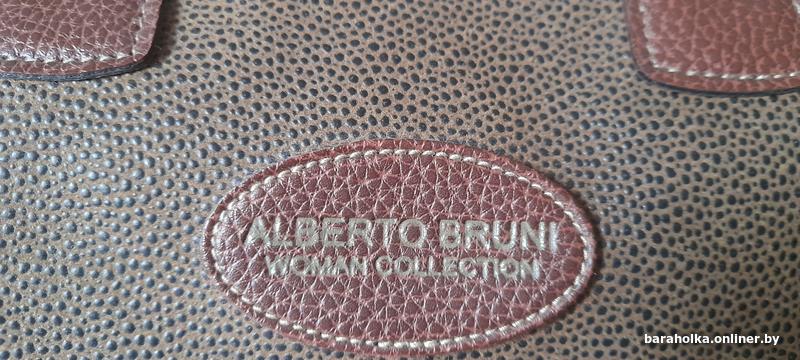 ALBERTO BRUNI
WOMAN COLLECTION
baraholka.onliner.by